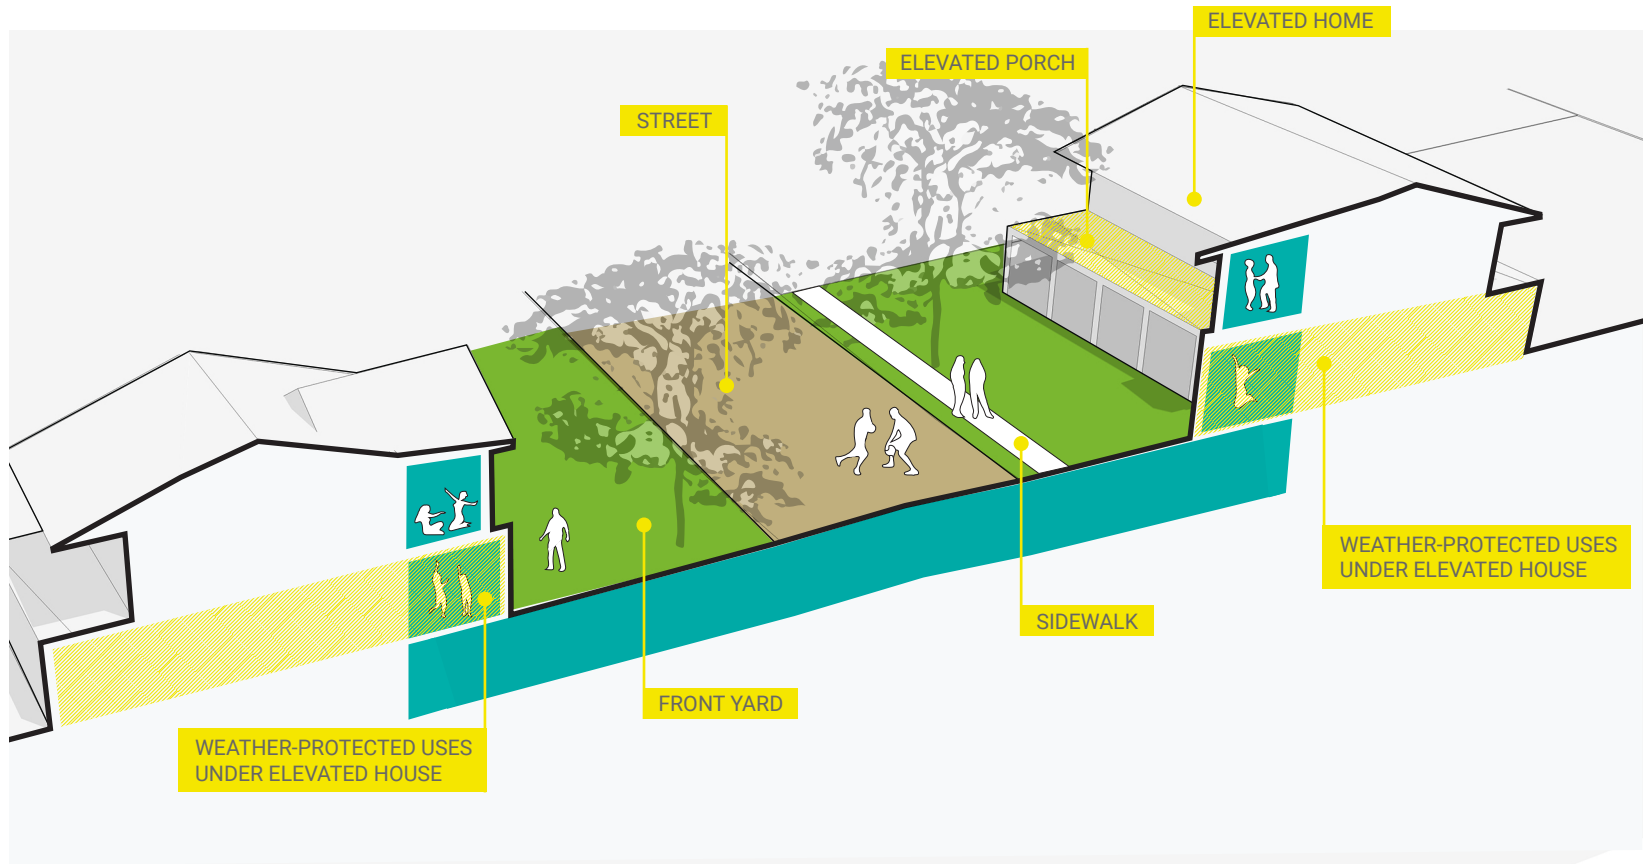 ELEVATED HOME
ELEVATED PORCH
STREET
WEATHER-PROTECTED USES
UNDER ELEVATED HOUSE
SIDEWALK
FRONT YARD
WEATHER-PROTECTED USES
UNDER ELEVATED HOUSE